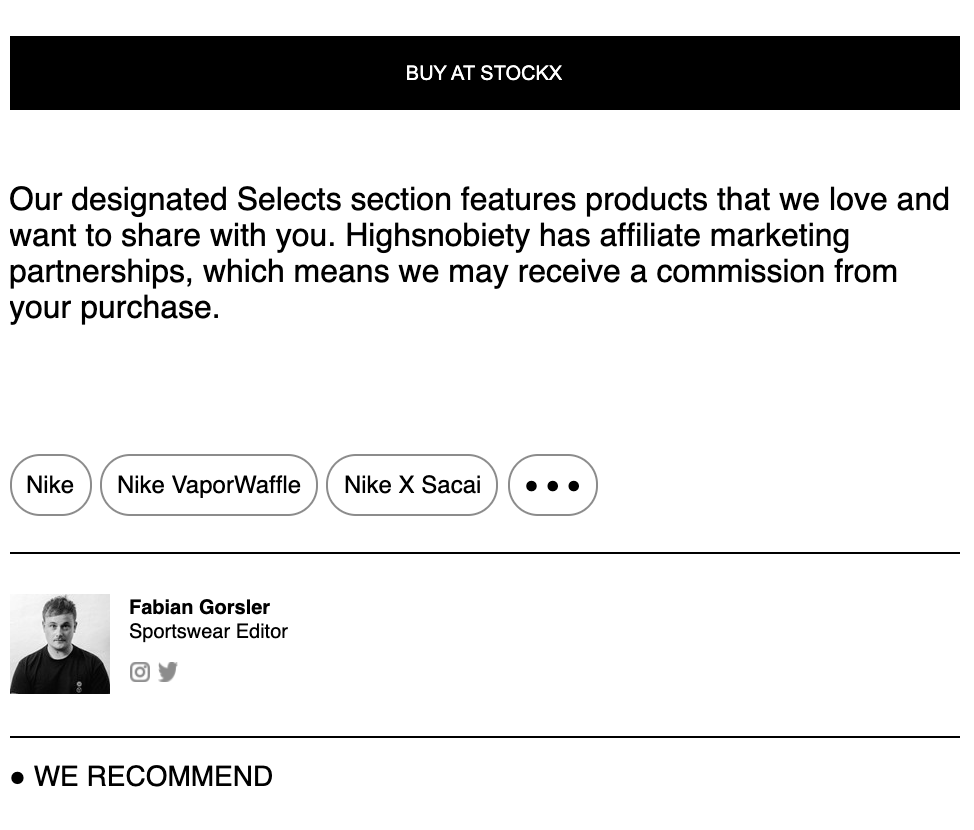 BUY AT STOCKX
Our designated Selects section features products that we love and
want to share with you. Highsnobiety has affiliate marketing
partnerships, which means we may receive a commission from
your purchase.
Nike
Nike VaporWaffle
Nike X Sacai
● ● ●
Fabian Gorsler
Sportswear Editor
● WE RECOMMEND